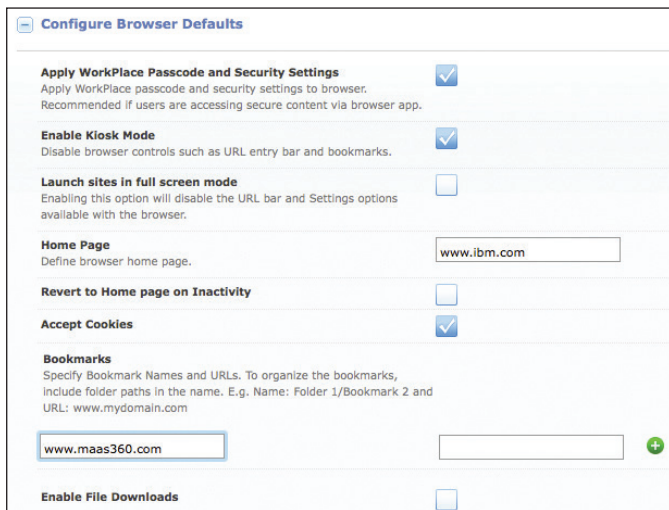 Configure Browser Defaults
Apply WorkPlace Passcode and Security Settings
Apply WorkPlace passcode and security settings to browser.
Recommended if users are accessing secure content via browser app.
Enable Kiosk Mode
Disable browser controls such as URL entry bar and bookmarks.
Launch sites in full screen mode
Enabling this option will disable the URL bar and Settings options
available with the browser.
Home Page
Define browser home page.
www.ibm.com
Revert to Home page on Inactivity
Accept Cookies
Bookmarks
Specify Bookmark Names and URLs. To organize the bookmarks,
include folder paths in the name. E.g. Name: Folder 1/Bookmark 2 and
URL: www.mydomain.com
www.maas360.com
Enable File Downloads